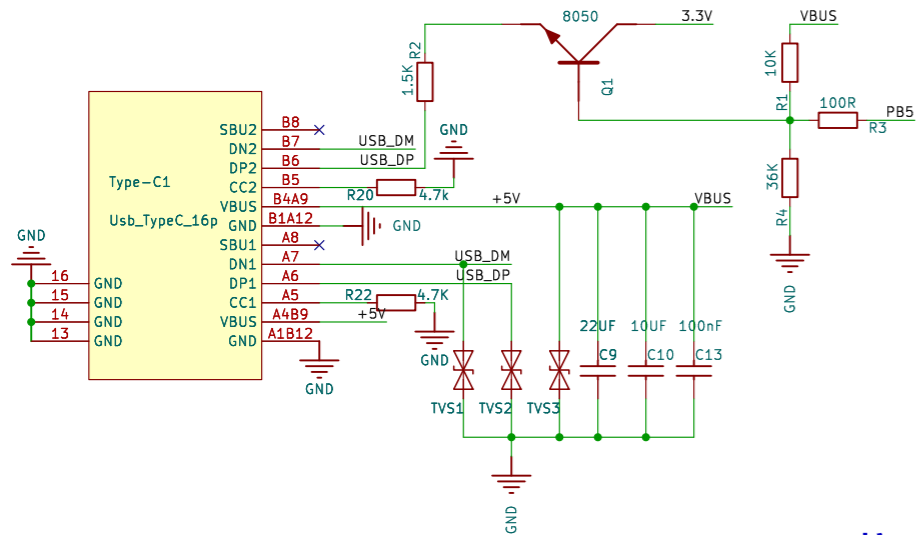 8050
3.3V
VBUS
R2
1.5K
Q1
10K
R1
100R
PB5
R3
36K
R4
GND
GND
SBU2
B8
DN2
B7
USB_DM
DP2
B6
USB_DP
Type-C1
CC2
B5
R20
4.7k
VBUS
B4A9
+5V
VBUS
Usb_TypeC_16p
GND
B1A12
GND
GND
SBU1
A8
DN1
A7
USB_DM
16
GND
DP1
A6
USB_DP
15
GND
CC1
A5
R22
4.7K
14
GND
VBUS
A4B9
+5V
22UF
10UF
100nF
13
GND
GND
A1B12
GND
C9
C10
C13
GND
TVS1
TVS2
TVS3
GND